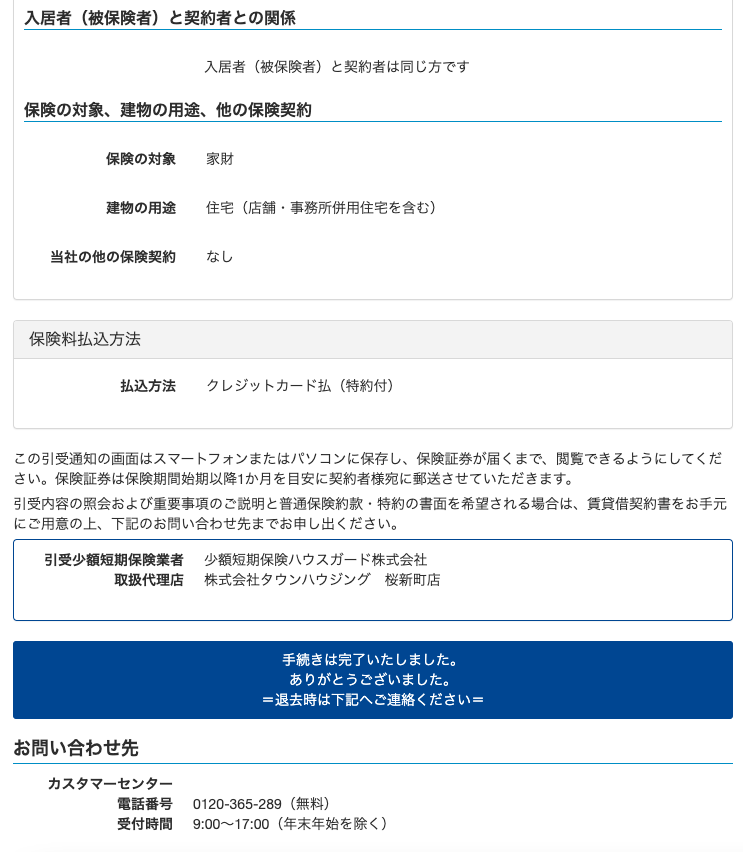 入居者（被保険者）と契約者との関係
入居者（被保険者）と契約者は同じ方です
保険の対象、建物の用途、他の保険契約
保険の対象 家財
建物の用途 住宅（店舗・事務所併用住宅を含む）
当社の他の保険契約 なし
保険料払込方法
払込方法 クレジットカード払（特約付）
この引受通知の画面はスマートフォンまたはパソコンに保存し、保険証券が届くまで、閲覧できるようにしてくだ
さい。保険証券は保険期間始期以降1か月を目安に契約者様宛に郵送させていただきます。
引受内容の照会および重要事項のご説明と普通保険約款・特約の書面を希望される場合は、賃貸借契約書をお手元
にご用意の上、下記のお問い合わせ先までお申し出ください。
引受少額短期保険業者 少額短期保険ハウスガード株式会社
取扱代理店 株式会社タウンハウジング　桜新町店
手続きは完了いたしました。
ありがとうございました。
＝退去時は下記へご連絡ください＝
お問い合わせ先
カスタマーセンター
電話番号 0120-365-289（無料）
受付時間 9:00～17:00（年末年始を除く）